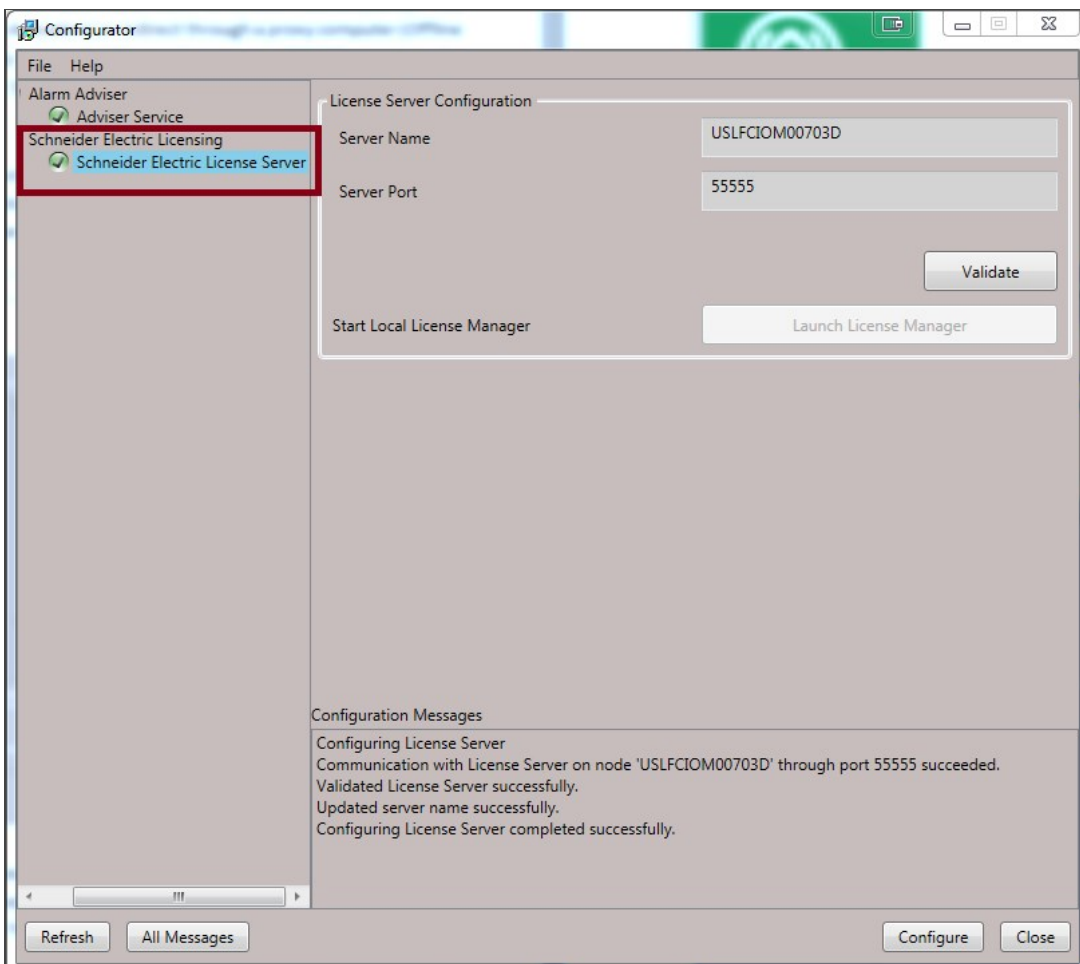 Configurator
File Help
Alarm Adviser
Adviser Service
Schneider Electric Licensing
Schneider Electric License Server
License Server Configuration
Server Name
USLFCIOM00703D
Server Port
55555
Validate
Start Local License Manager
Launch License Manager
Configuration Messages
Configuring License Server
Communication with License Server on node 'USLFCIOM00703D' through port 55555 succeeded.
Validated License Server successfully.
Updated server name successfully.
Configuring License Server completed successfully.
Refresh
All Messages
Configure
Close